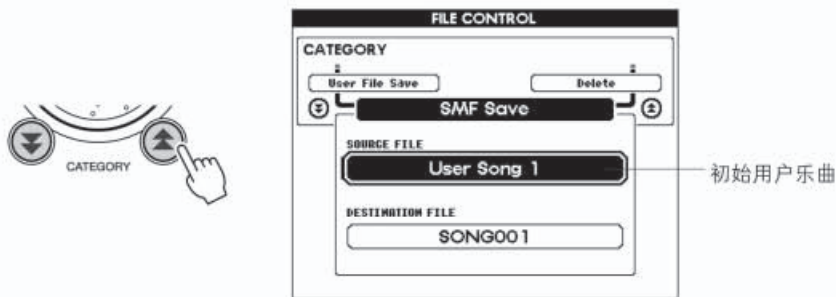 FILE CONTROL
CATEGORY
User File Save
Delete
SMF Save
SOURCE FILE
User Song 1
初始用户乐曲
DESTINATION FILE
SONG001
CATEGORY